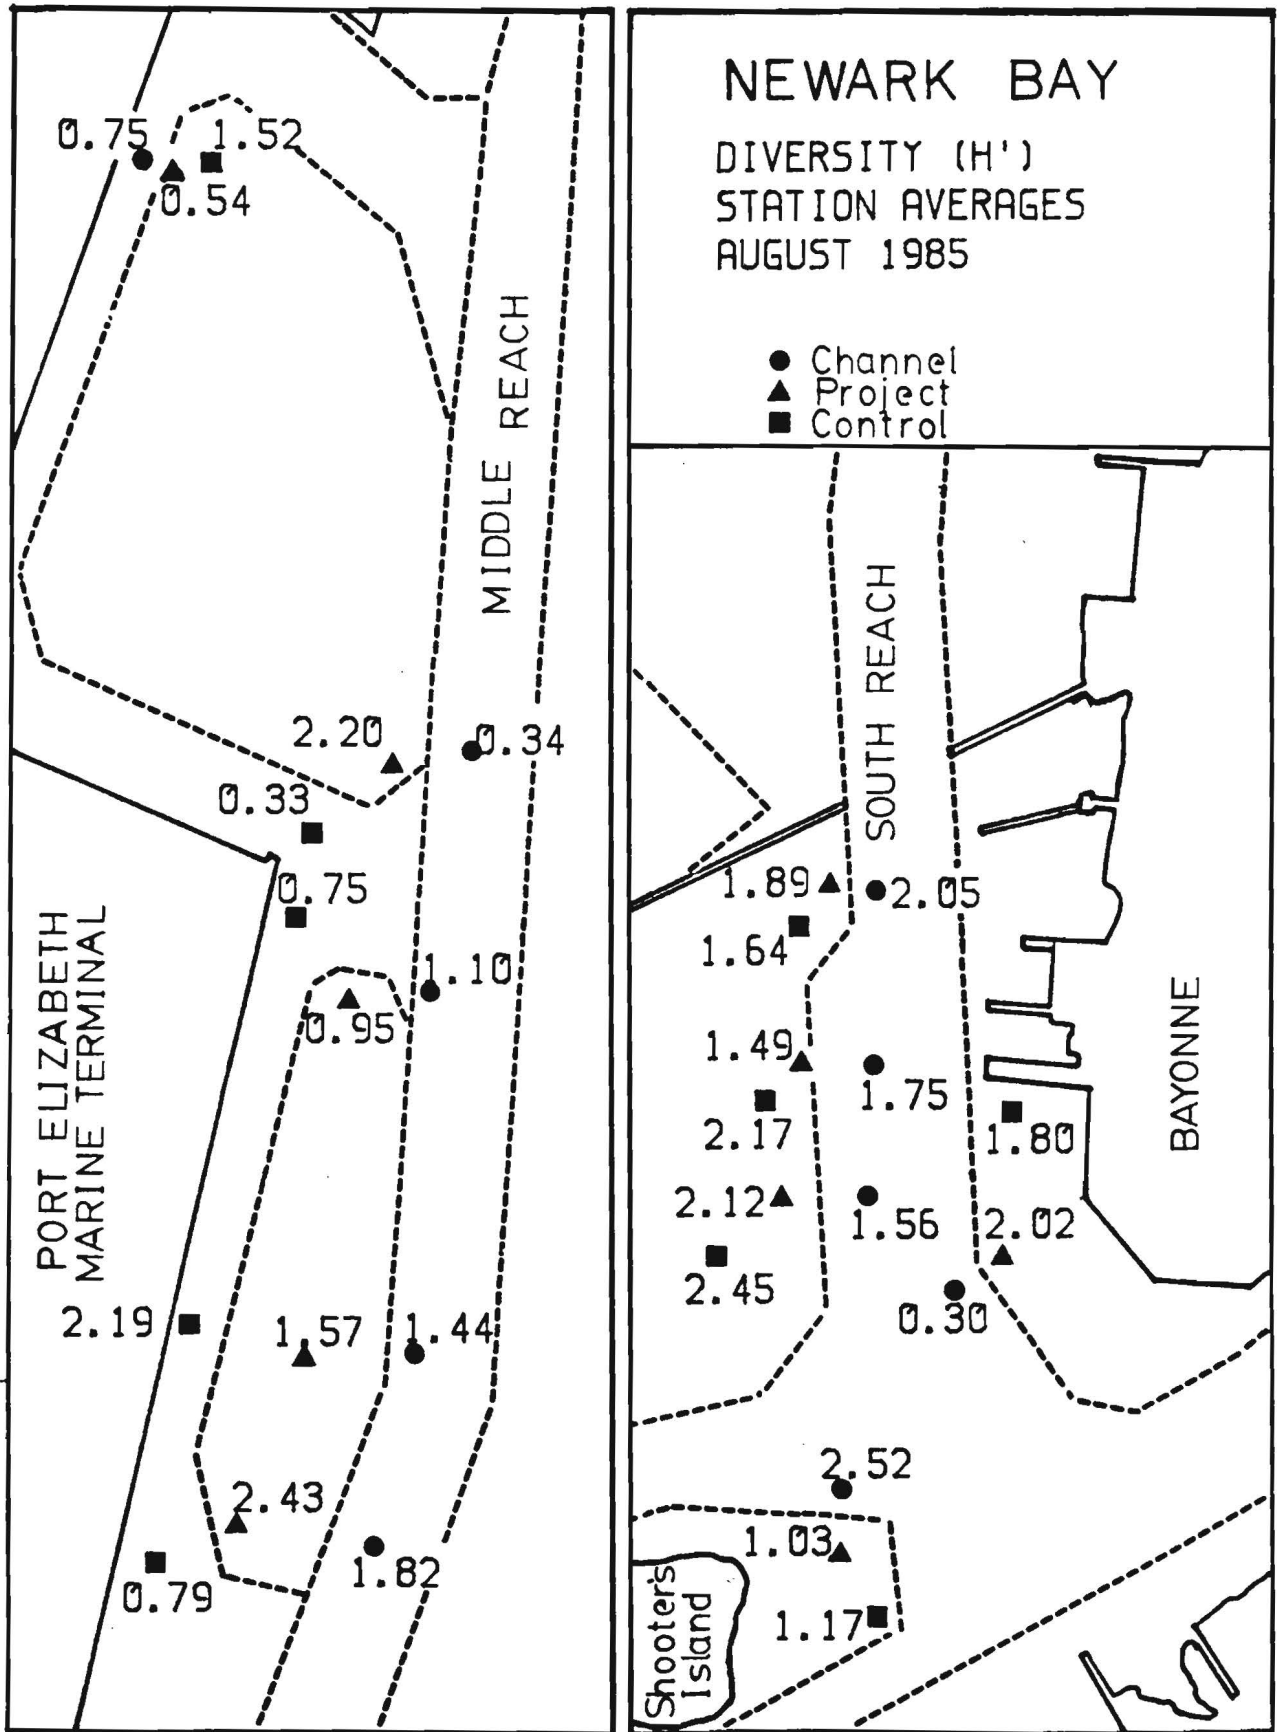 NEWARK BAY
DIVERSITY (H')
STATION AVERAGES
AUGUST 1985
Channel
Project
Control
0.75
1.52
0.54
MIDDLE REACH
2.20
0.34
0.33
0.75
1.10
0.95
PORT ELIZABETH
MARINE TERMINAL
2.19
1.57
1.44
2.43
1.82
0.79
SOUTH REACH
1.89
2.05
1.64
BAYONNE
1.49
1.75
2.17
1.80
2.12
1.56
2.02
2.45
0.30
2.52
1.03
1.17
Shooter's
Island